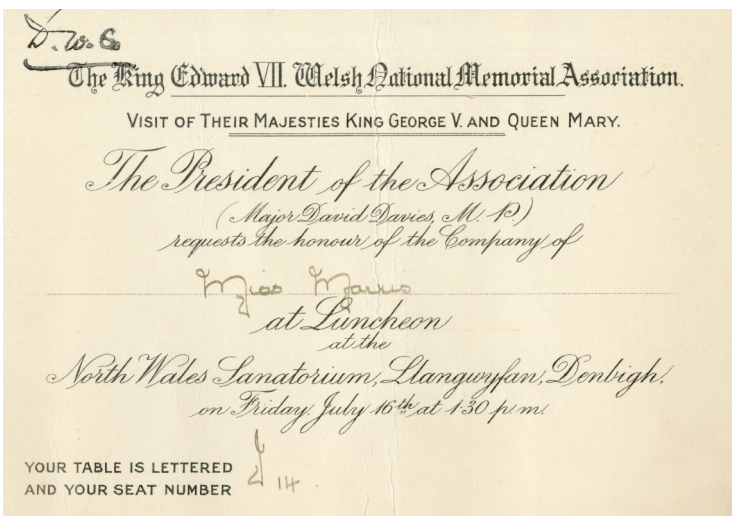 The King Edward VII. Welsh National Memorial Association.
VISIT OF THEIR MAJESTIES KING GEORGE V. AND QUEEN MARY.
The President of the Association
(Major David Davies, M.P.)
requests the honour of the Company of
Miss Morris
at Luncheon
at the
North Wales Sanatorium, Llangwyfan, Denbigh,
on Friday, July 16th at 1·30 p.m.
YOUR TABLE IS LETTERED
AND YOUR SEAT NUMBER 14.